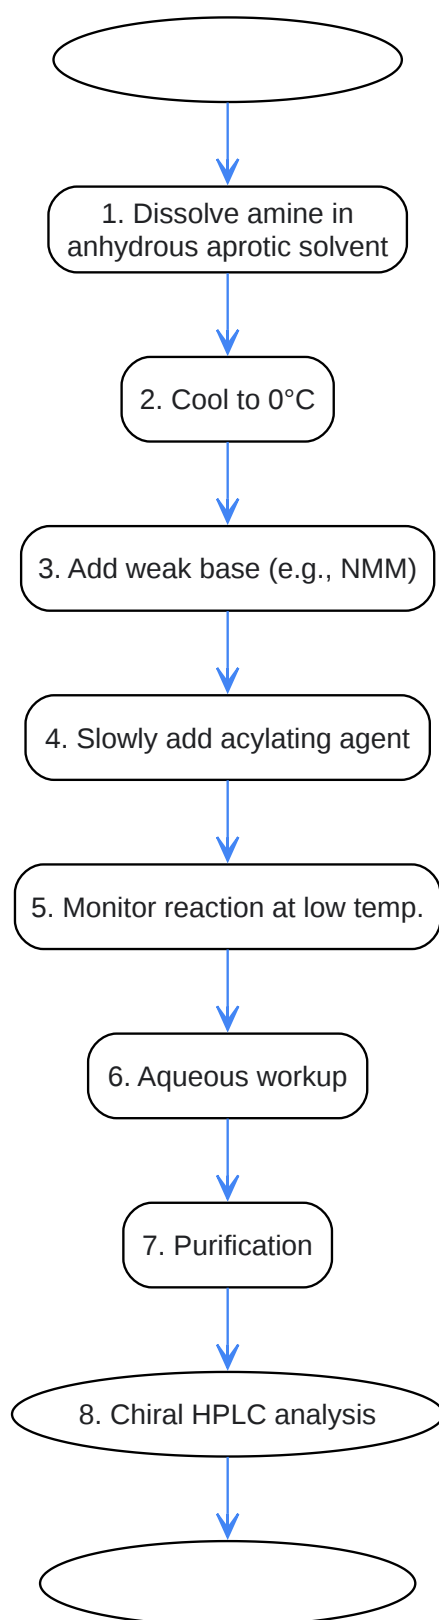 1. Dissolve amine in
anhydrous aprotic solvent
2. Cool to 0°C
3. Add weak base (e.g., NMM)
4. Slowly add acylating agent
5. Monitor reaction at low temp.
6. Aqueous workup
7. Purification
8. Chiral HPLC analysis